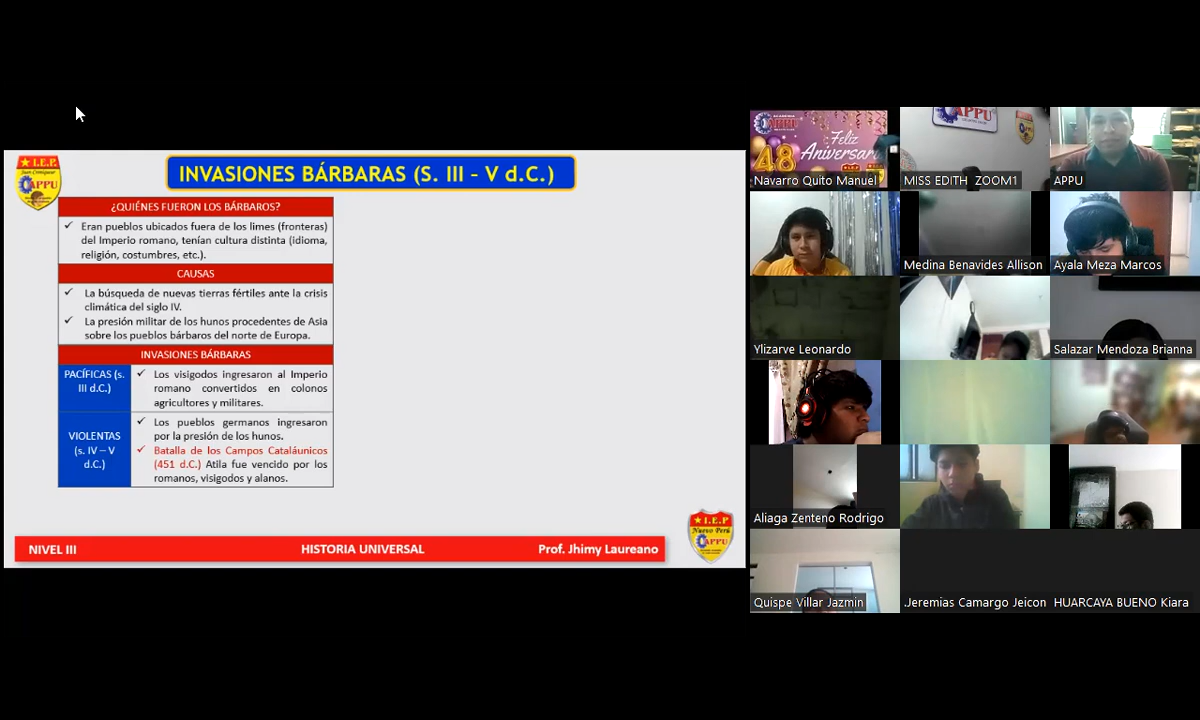 INVASIONES BÁRBARAS (S. III - V d.C.)
I.E.P.
APPU
¿QUIÉNES FUERON LOS BÁRBAROS?
✓ Eran pueblos ubicados fuera de los limes (fronteras)
del Imperio romano, tenían cultura distinta (idioma,
religión, costumbres, etc.).
CAUSAS
✓ La búsqueda de nuevas tierras fértiles ante la crisis
climática del siglo IV.
✓ La presión militar de los hunos procedentes de Asia
sobre los pueblos bárbaros del norte de Europa.
INVASIONES BÁRBARAS
PACÍFICAS (s.
III d.C.)
✓ Los visigodos ingresaron al Imperio
romano convertidos en colonos
agricultores y militares.
VIOLENTAS
(s. IV – V
d.C.)
✓ Los pueblos germanos ingresaron
por la presión de los hunos.
✓ Batalla de los Campos Cataláunicos
(451 d.C.) Atila fue vencido por los
romanos, visigodos y alanos.
I.E.P
Nuevo Perú
APPU
NIVEL III
HISTORIA UNIVERSAL
Prof. Jhimy Laureano
APPU
Feliz
48 Aniversario
Navarro Quito Manuel
APPU
MISS EDITH ZOOM1
APPU
Medina Benavides Allison
Ayala Meza Marcos
Ylizarve Leonardo
Salazar Mendoza Brianna
Aliaga Zenteno Rodrigo
Quispe Villar Jazmin
.Jeremias Camargo Jeicon
HUARCAYA BUENO Kiara